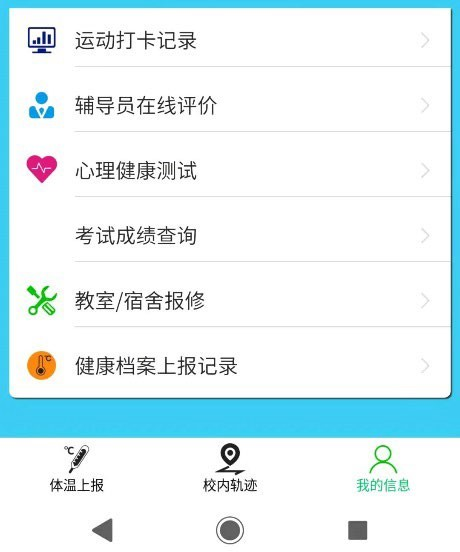 运动打卡记录
辅导员在线评价
心理健康测试
考试成绩查询
教室/宿舍报修
健康档案上报记录
℃
体温上报
校内轨迹
我的信息